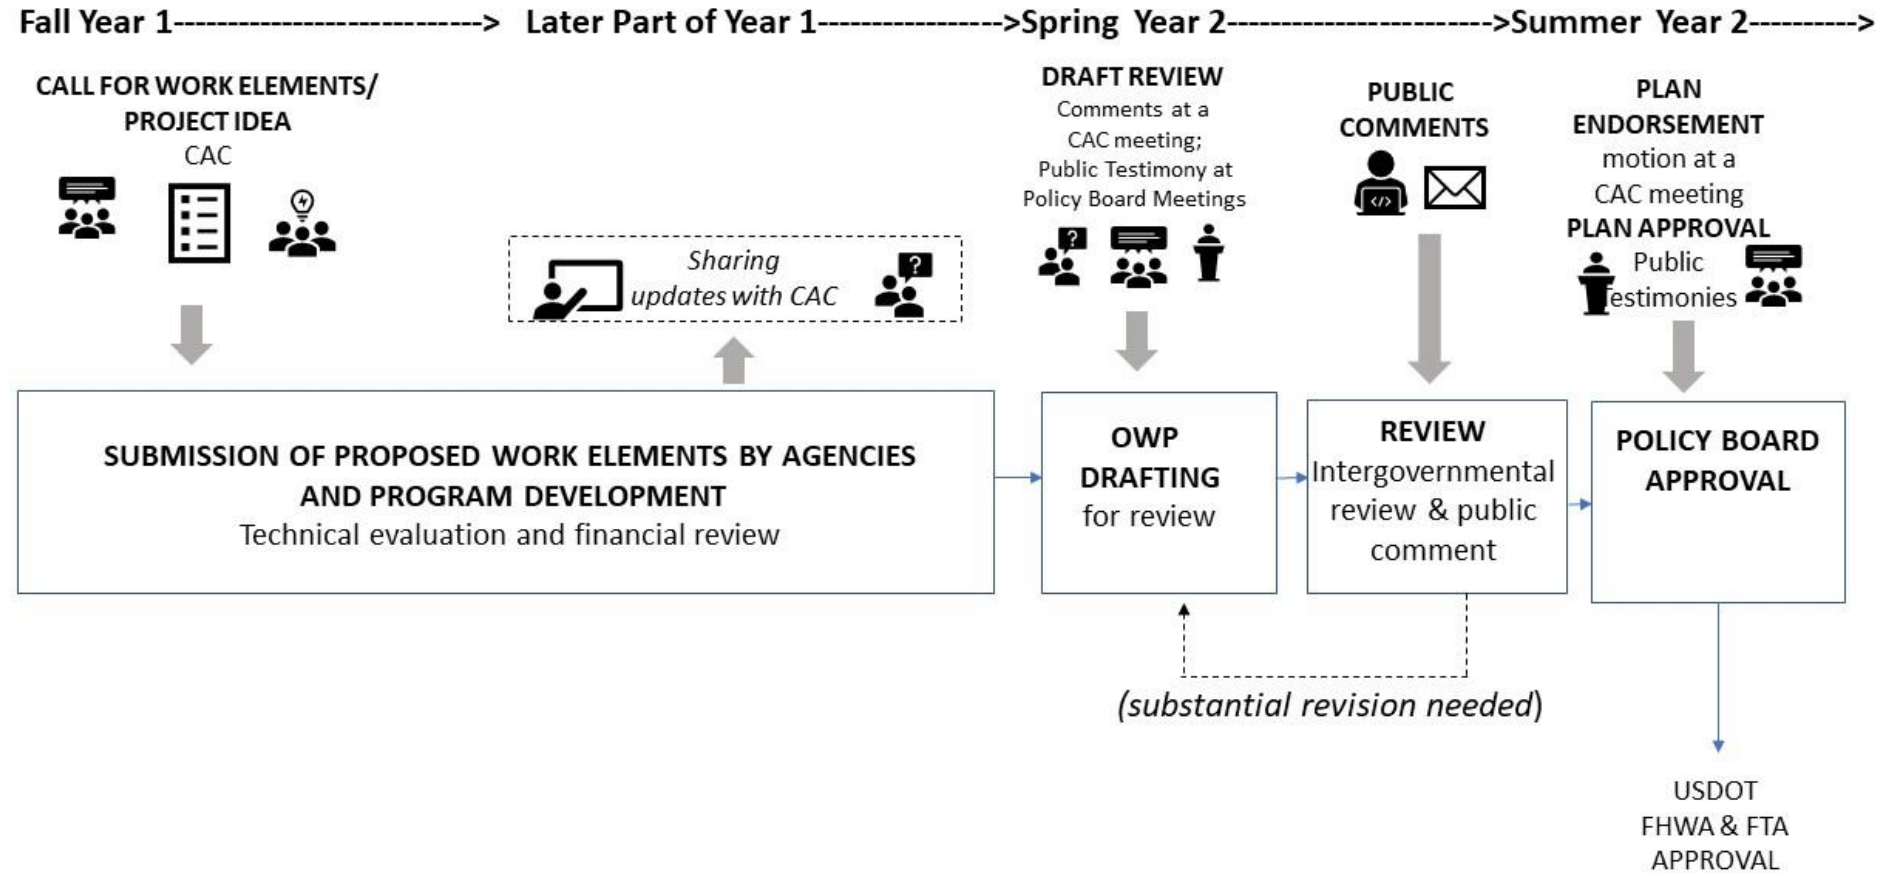 Fall Year 1----------------------------> Later Part of Year 1----------------->Spring Year 2------------------------>Summer Year 2---------->
CALL FOR WORK ELEMENTS/
PROJECT IDEA
CAC
Sharing
updates with CAC
DRAFT REVIEW
Comments at a
CAC meeting;
Public Testimony at
Policy Board Meetings
PUBLIC
COMMENTS
PLAN
ENDORSEMENT
motion at a
CAC meeting
PLAN APPROVAL
Public
Testimonies
SUBMISSION OF PROPOSED WORK ELEMENTS BY AGENCIES
AND PROGRAM DEVELOPMENT
Technical evaluation and financial review
OWP
DRAFTING
for review
REVIEW
Intergovernmental
review & public
comment
POLICY BOARD
APPROVAL
(substantial revision needed)
USDOT
FHWA & FTA
APPROVAL